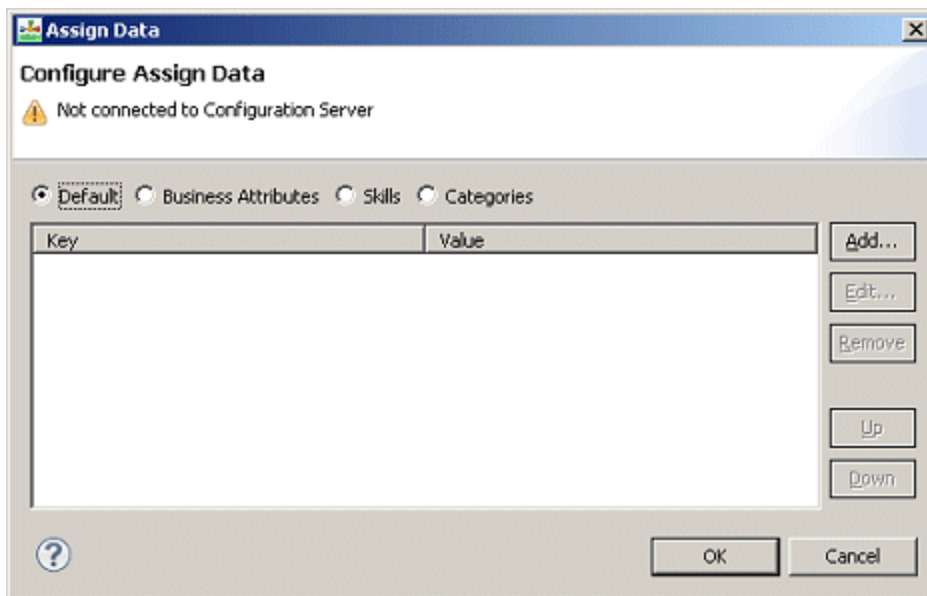 Assign Data
Configure Assign Data
Not connected to Configuration Server
Default Business Attributes Skills Categories
Key Value Add...
Edit...
Remove
Up
Down
? OK Cancel